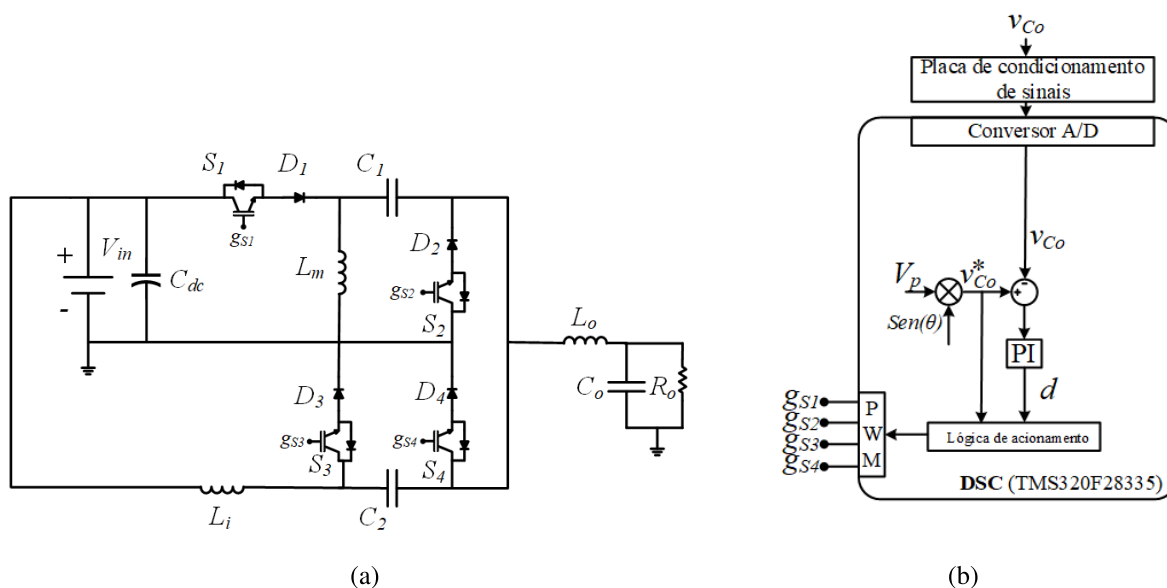 S1
D1
C1
gS1
+
Vin
-
Cdc
Lm
D2
gS2
S2
Lo
Co
Ro
D3
D4
gS3
S3
gS4
S4
Li
C2
(a)
vCo
Placa de condicionamento
de sinais
Conversor A/D
vCo
Vp
v*Co
+
-
Sen(θ)
PI
d
gS1
gS2
gS3
gS4
P
W
M
Lógica de acionamento
DSC (TMS320F28335)
(b)